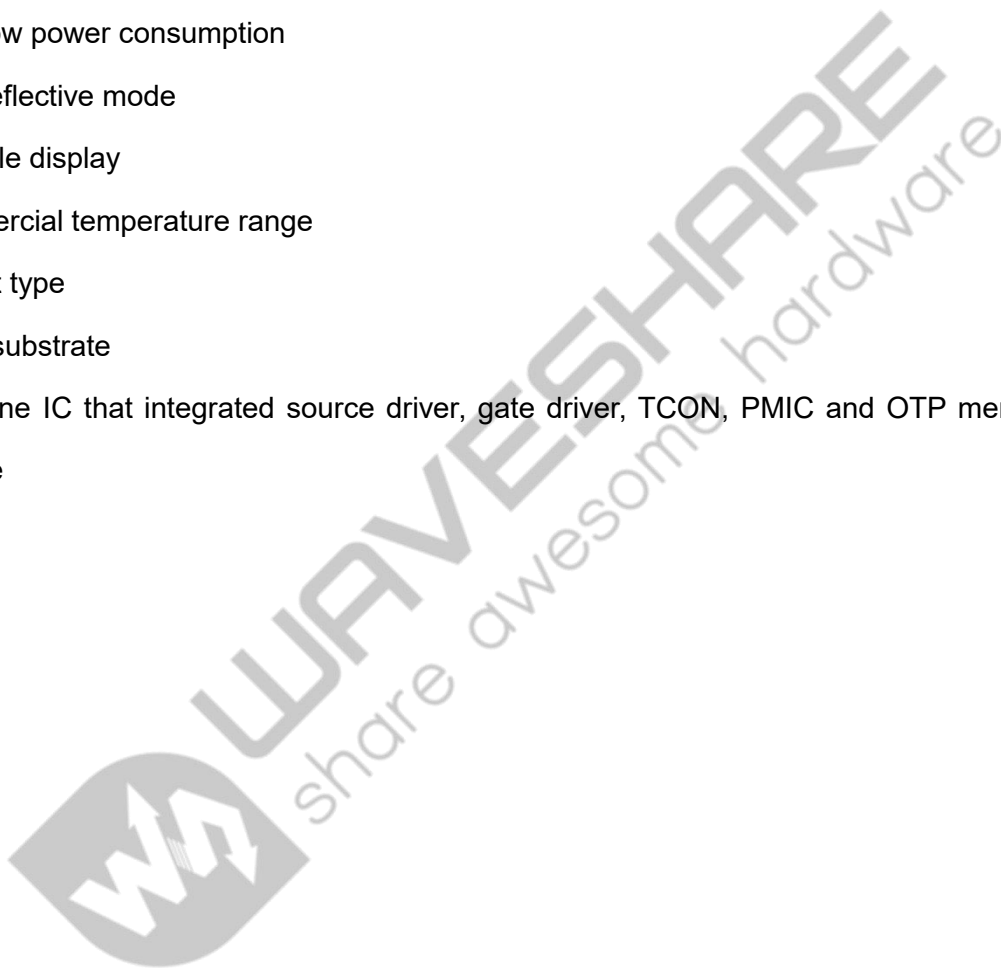 w power consumption
eflective mode
le display
ercial temperature range
type
substrate
ne IC that integrated source driver, gate driver, TCON, PMIC and OTP
WAVESHARE
share awesome hardware